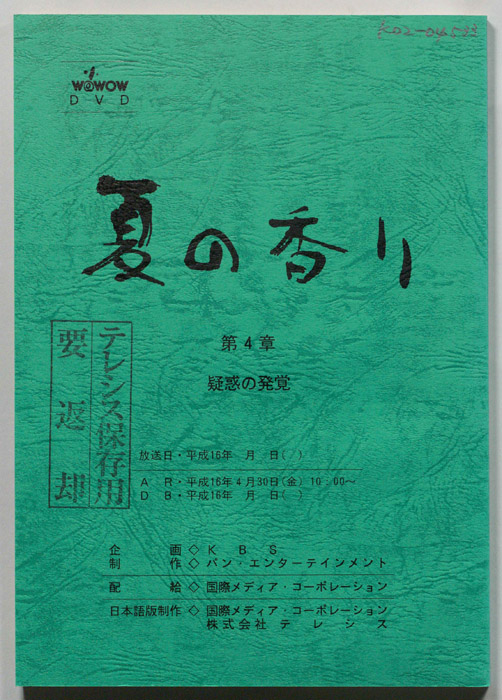 K02-04533
WOWOW
DVD
夏の香り
第4章
疑惑の発覚
テレシス保存用
要返却
放送日・平成16年 月 日( )
A R・平成16年4月30日(金) 10:00～
D B・平成16年 月 日( )
企 画◇KBS
制 作◇パン・エンターテインメント
配 給◇国際メディア・コーポレーション
日本語版制作◇国際メディア・コーポレーション
株式会社テレシス